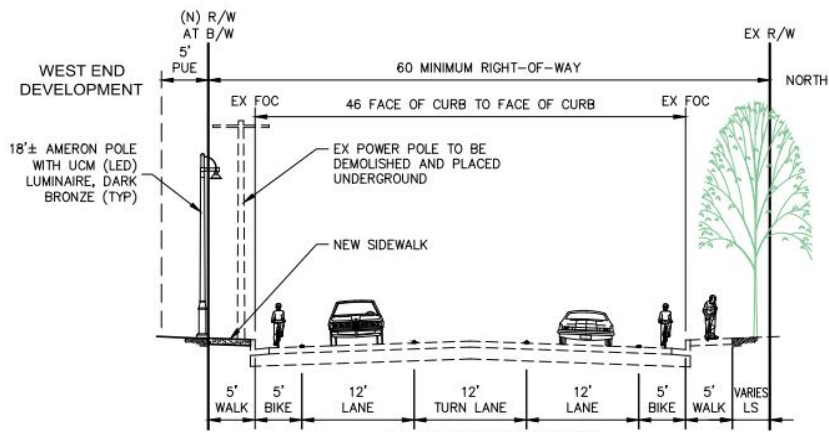 (N) R/W
AT B/W
EX R/W
5'
PUE
60 MINIMUM RIGHT-OF-WAY
NORTH
WEST END
DEVELOPMENT
EX FOC
46 FACE OF CURB TO FACE OF CURB
EX FOC
18'± AMERON POLE
WITH UCM (LED)
LUMINAIRE, DARK
BRONZE (TYP)
EX POWER POLE TO BE
DEMOLISHED AND PLACED
UNDERGROUND
NEW SIDEWALK
5'
WALK
5'
BIKE
12'
LANE
12'
TURN LANE
12'
LANE
5'
BIKE
5'
WALK
VARIES
LS